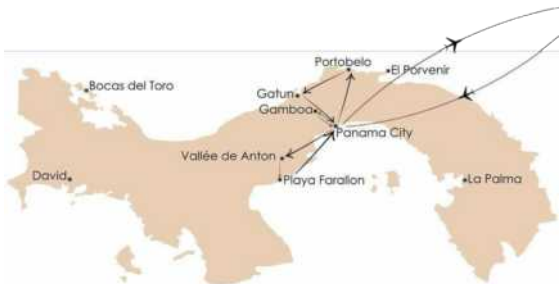 Portobelo
El Porvenir
Bocas del Toro
Gatun
Gamboa
Panama City
Vallée de Anton
David
Playa Farallon
La Palma